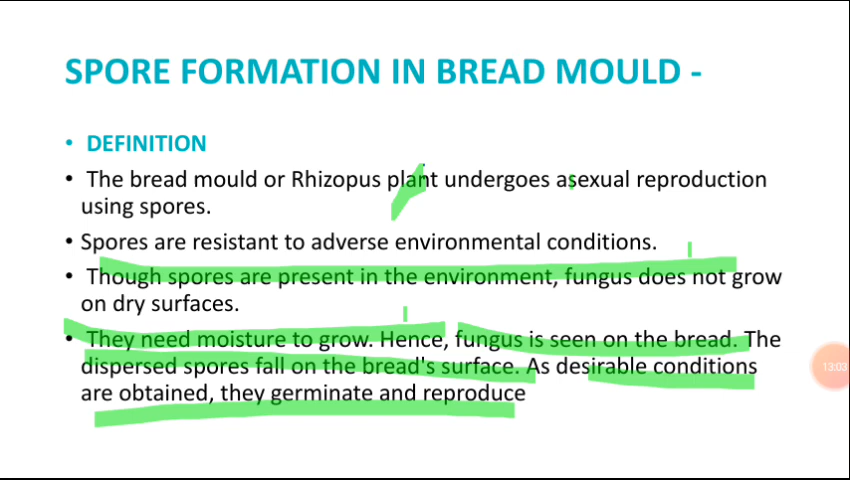 SPORE FORMATION IN BREAD MOULD -
• DEFINITION
• The bread mould or Rhizopus plant undergoes asexual reproduction
using spores.
• Spores are resistant to adverse environmental conditions.
• Though spores are present in the environment, fungus does not grow
on dry surfaces.
• They need moisture to grow. Hence, fungus is seen on the bread. The
dispersed spores fall on the bread's surface. As desirable conditions
are obtained, they germinate and reproduce
13:03